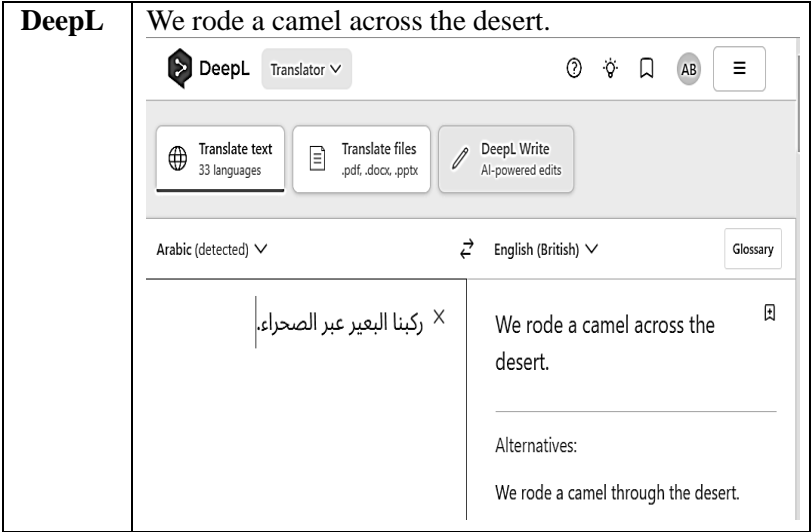 DeepL
We rode a camel across the desert.
DeepL Translator
AB
Translate text
33 languages
Translate files
.pdf, .docx, .pptx
DeepL Write
AI-powered edits
Arabic (detected)
English (British)
Glossary
ركبنا البعير عبر الصحراء.
We rode a camel across the
desert.
Alternatives:
We rode a camel through the desert.